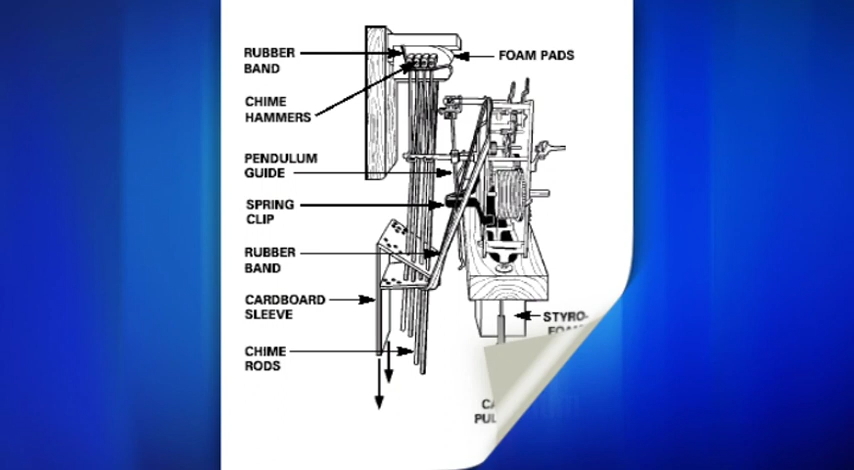 RUBBER
BAND
FOAM PADS
CHIME
HAMMERS
PENDULUM
GUIDE
SPRING
CLIP
RUBBER
BAND
CARDBOARD
SLEEVE
STYRO-
CHIME
RODS